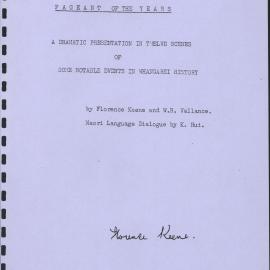 PAGEANT OF THE YEARS
A DRAMATIC PRESENTATION IN TWELVE SCENES
OF
SOME NOTABLE EVENTS IN WHANGAREI HISTORY
by Florence Keene and W.R. Vallance.
Maori Language Dialogue by K. Hui.
Florence Keene.